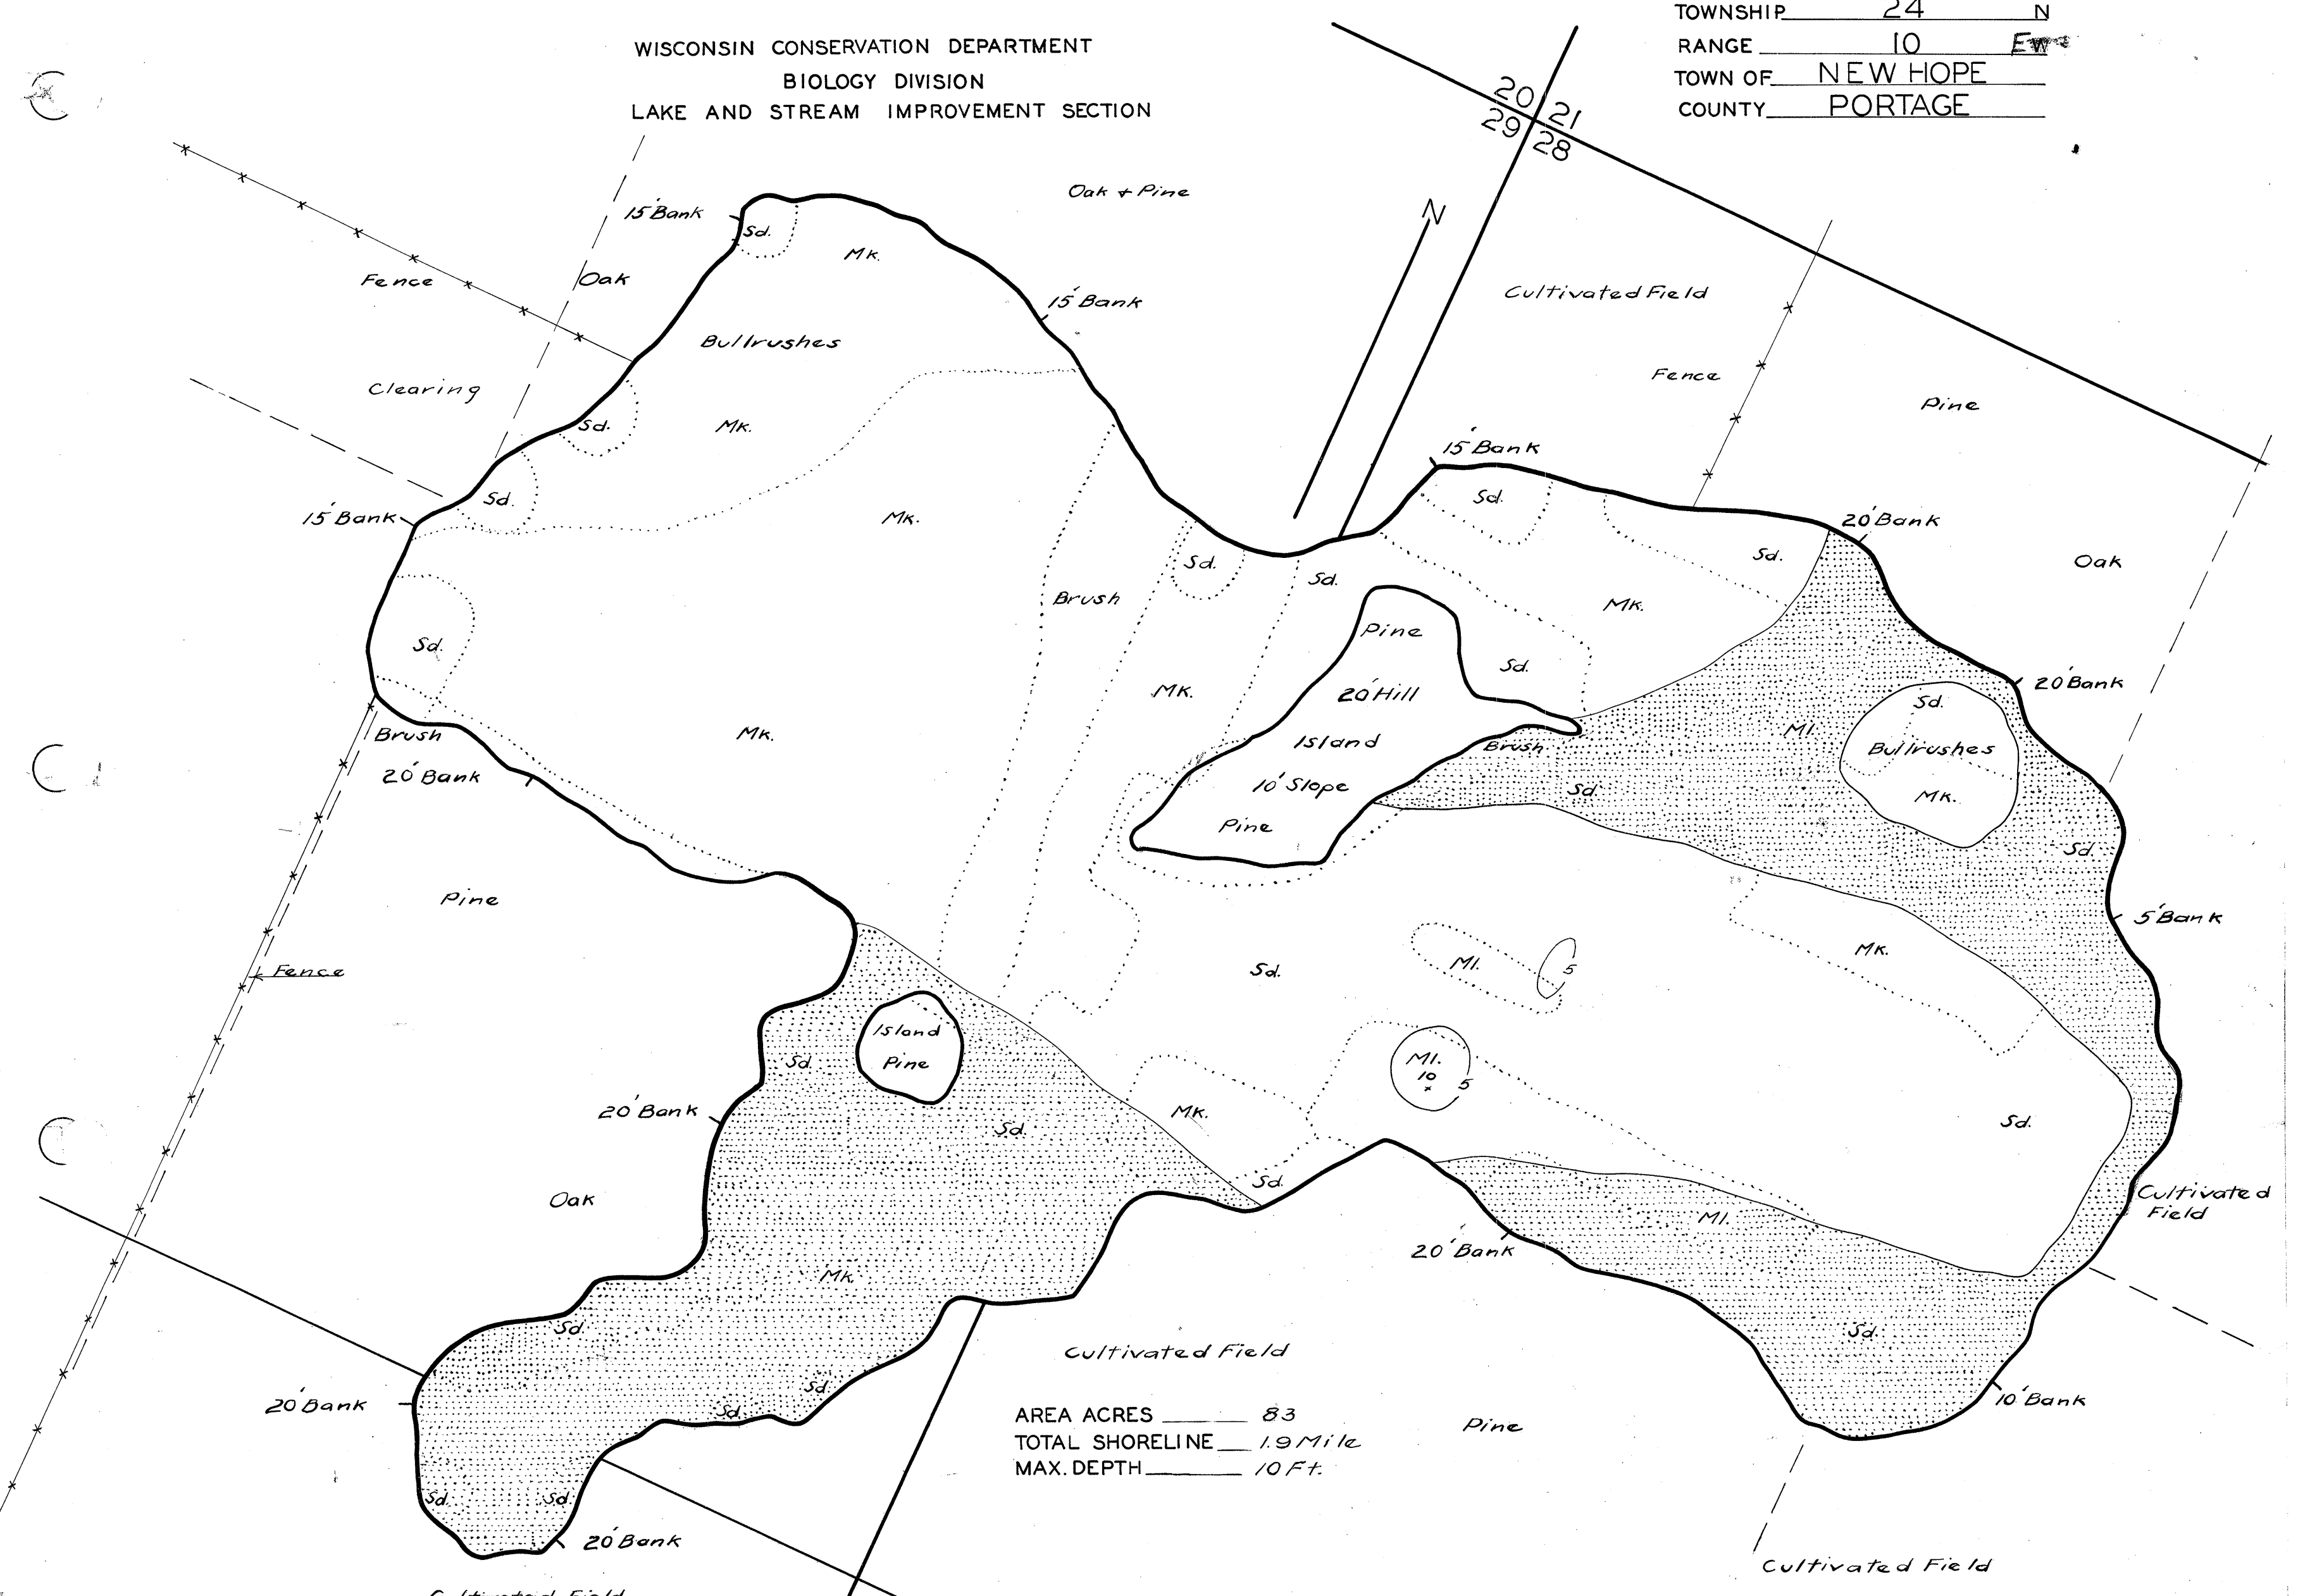 WISCONSIN CONSERVATION DEPARTMENT
BIOLOGY DIVISION
LAKE AND STREAM IMPROVEMENT SECTION
TOWNSHIP 24 N
RANGE 10 E
TOWN OF NEW HOPE
COUNTY PORTAGE
20 21
29 28
N
Oak + Pine
15' Bank
Sd.
Mk.
Fence
Oak
15' Bank
Cultivated Field
Bullrushes
Fence
Clearing
Pine
Sd.
Mk.
15' Bank
Sd.
Sd.
15' Bank
Mk.
20' Bank
Sd.
Sd.
Sd.
Oak
Brush
Mk.
Pine
Sd.
Sd.
20' Bank
Mk.
20' Hill
Sd.
Brush
Mk.
Island
Brush
Ml.
Bullrushes
20' Bank
10' Slope
Sd.
Mk.
Pine
Sd.
Pine
5' Bank
Fence
Sd.
Ml.
5
Mk.
Island
Pine
Sd.
Ml.
10
5
20' Bank
Mk.
Sd.
Sd.
Sd.
Oak
Cultivated
Field
Ml.
20' Bank
Mk.
Sd.
Sd.
Cultivated Field
Sd.
20' Bank
Sd.
10' Bank
AREA ACRES 83
TOTAL SHORELINE 1.9 Mile
MAX. DEPTH 10 Ft.
Pine
Sd.
Sd.
20' Bank
Cultivated Field